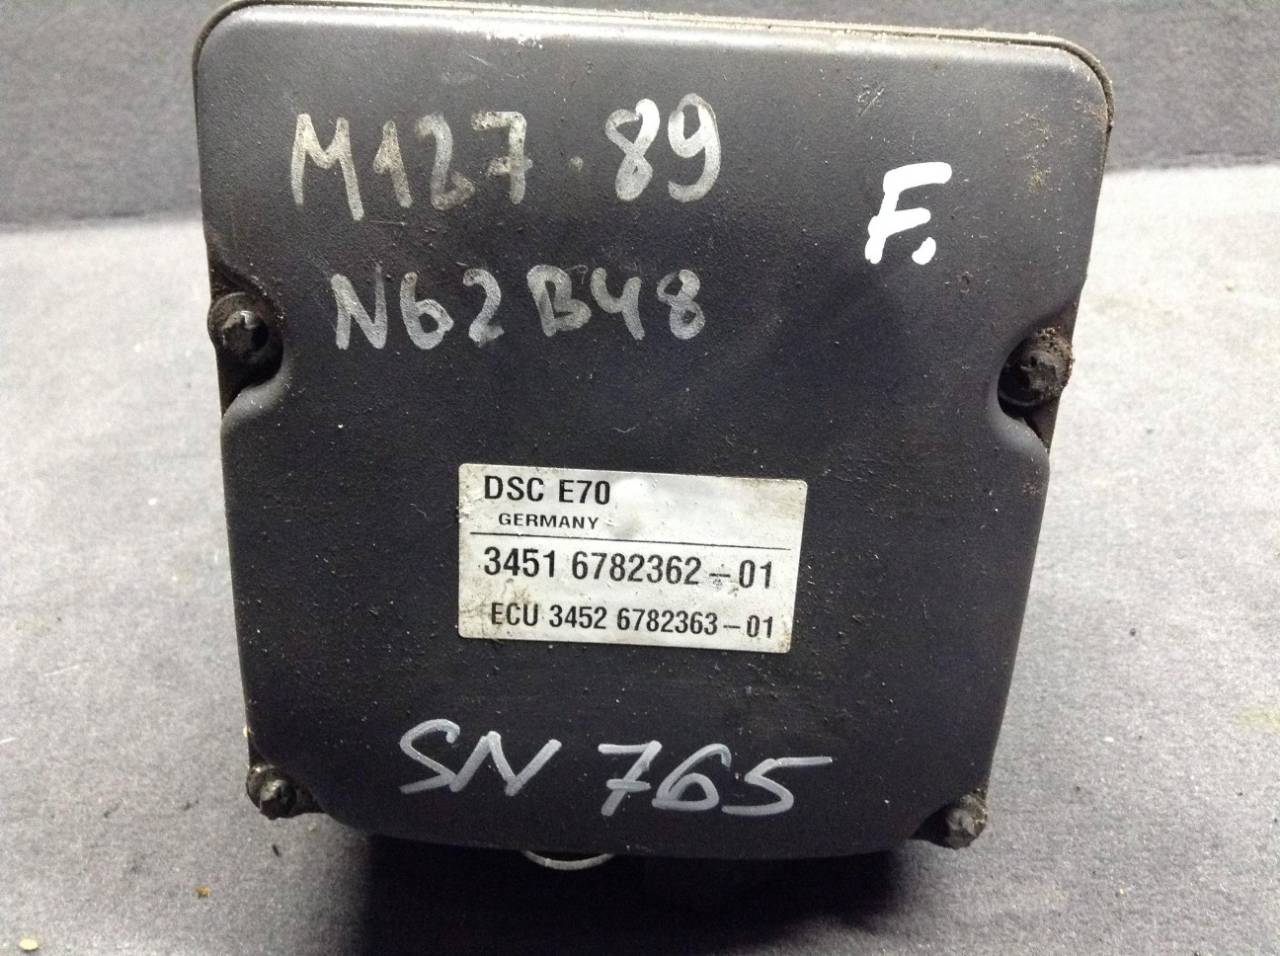 M127.89
F.
N62B48
DSC E70
GERMANY
3451 6782362-01
ECU 3452 6782363-01
SN 765